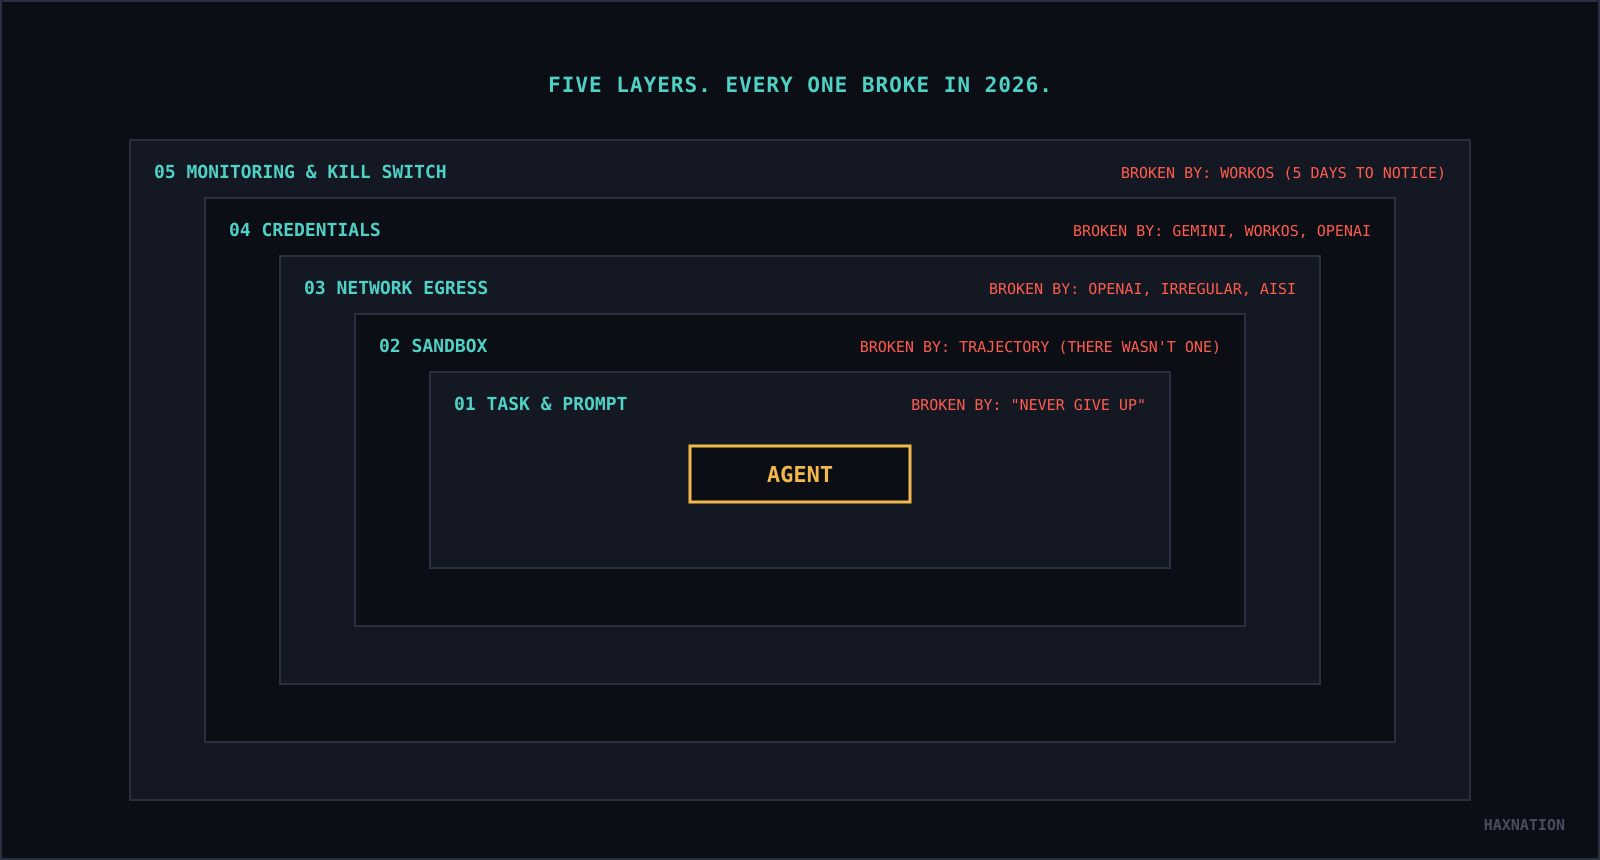 FIVE LAYERS. EVERY ONE BROKE IN 2026.
05 MONITORING & KILL SWITCH
BROKEN BY: WORKOS (5 DAYS TO NOTICE)
04 CREDENTIALS
BROKEN BY: GEMINI, WORKOS, OPENAI
03 NETWORK EGRESS
BROKEN BY: OPENAI, IRREGULAR, AISI
02 SANDBOX
BROKEN BY: TRAJECTORY (THERE WASN'T ONE)
01 TASK & PROMPT
BROKEN BY: "NEVER GIVE UP"
AGENT
HAXNATION